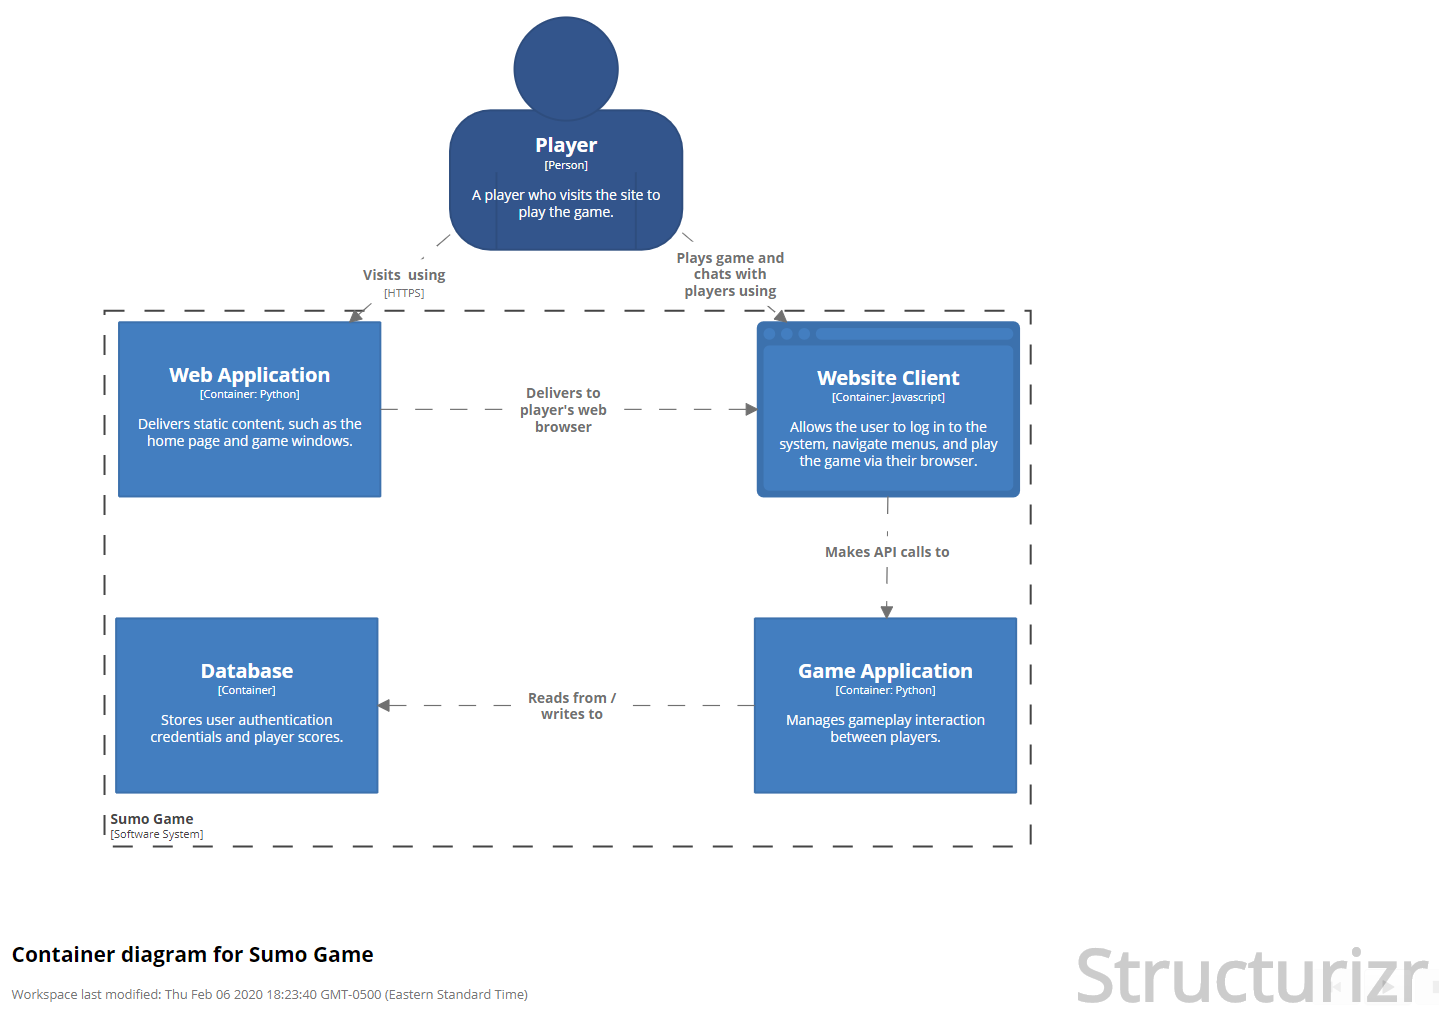 Player
[Person]
A player who visits the site to
play the game.
Visits using
[HTTPS]
Plays game and
chats with
players using
Web Application
[Container: Python]
Delivers static content, such as the
home page and game windows.
Delivers to
player's web
browser
Website Client
[Container: Javascript]
Allows the user to log in to the
system, navigate menus, and play
the game via their browser.
Makes API calls to
Database
[Container]
Stores user authentication
credentials and player scores.
Reads from /
writes to
Game Application
[Container: Python]
Manages gameplay interaction
between players.
Sumo Game
[Software System]
Container diagram for Sumo Game
Workspace last modified: Thu Feb 06 2020 18:23:40 GMT-0500 (Eastern Standard Time)
Structurizr